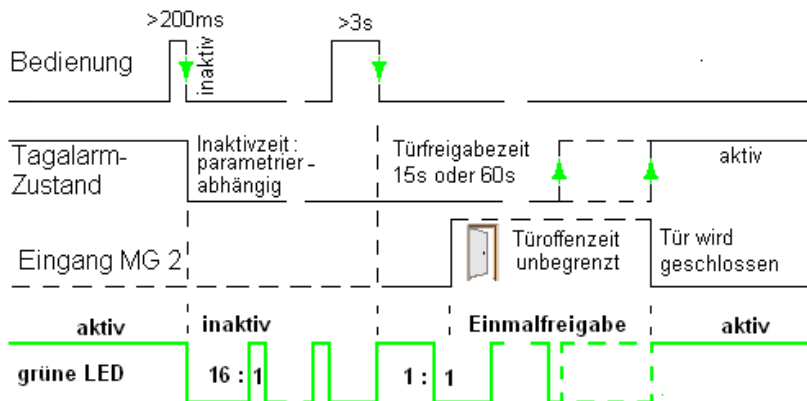 >200ms
>3s
Bedienung
inaktiv
Tagalarm-
Zustand
Inaktivzeit :
parametrier -
abhängig
Türfreigabezeit
15s oder 60s
aktiv
Eingang MG 2
Türoffenzeit
unbegrenzt
Tür wird
geschlossen
aktiv
inaktiv
Einmalfreigabe
aktiv
grüne LED
16 : 1
1 : 1